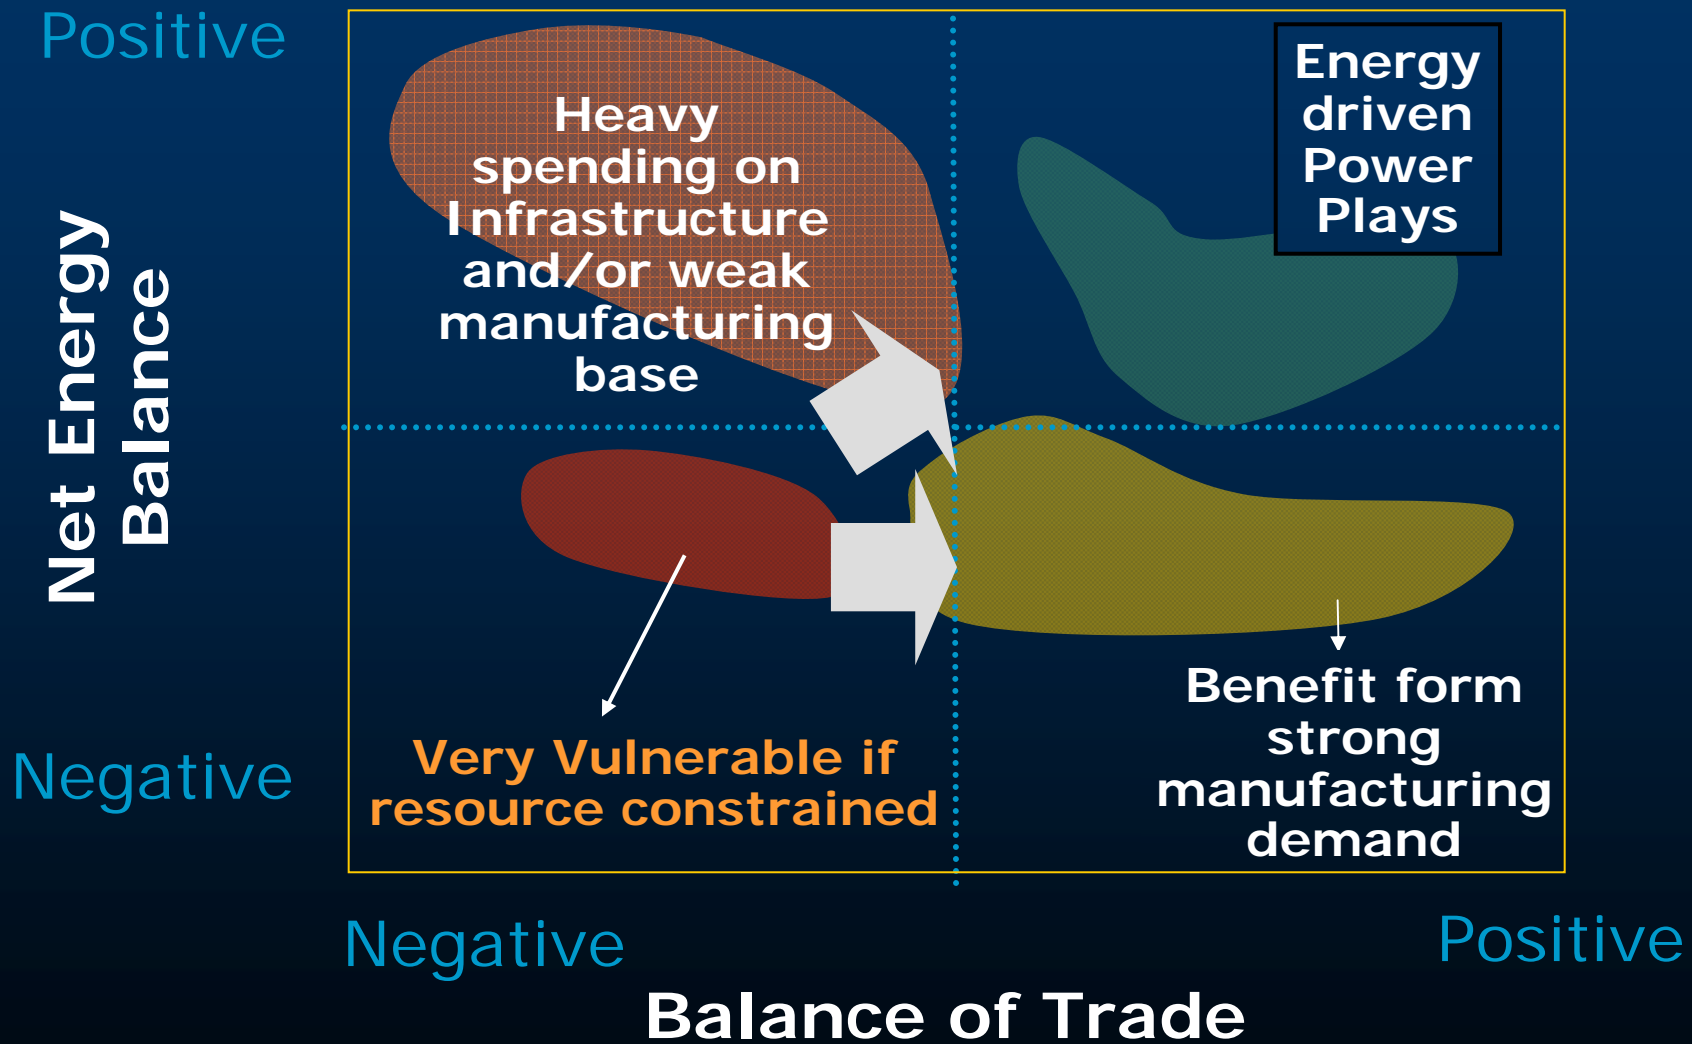 Positive
Energy
driven
Power
Plays
Heavy
spending on
Infrastructure
and/or weak
manufacturing
base
Net Energy
Balance
Very Vulnerable if
resource constrained
Benefit form
strong
manufacturing
demand
Negative
Negative
Positive
Balance of Trade